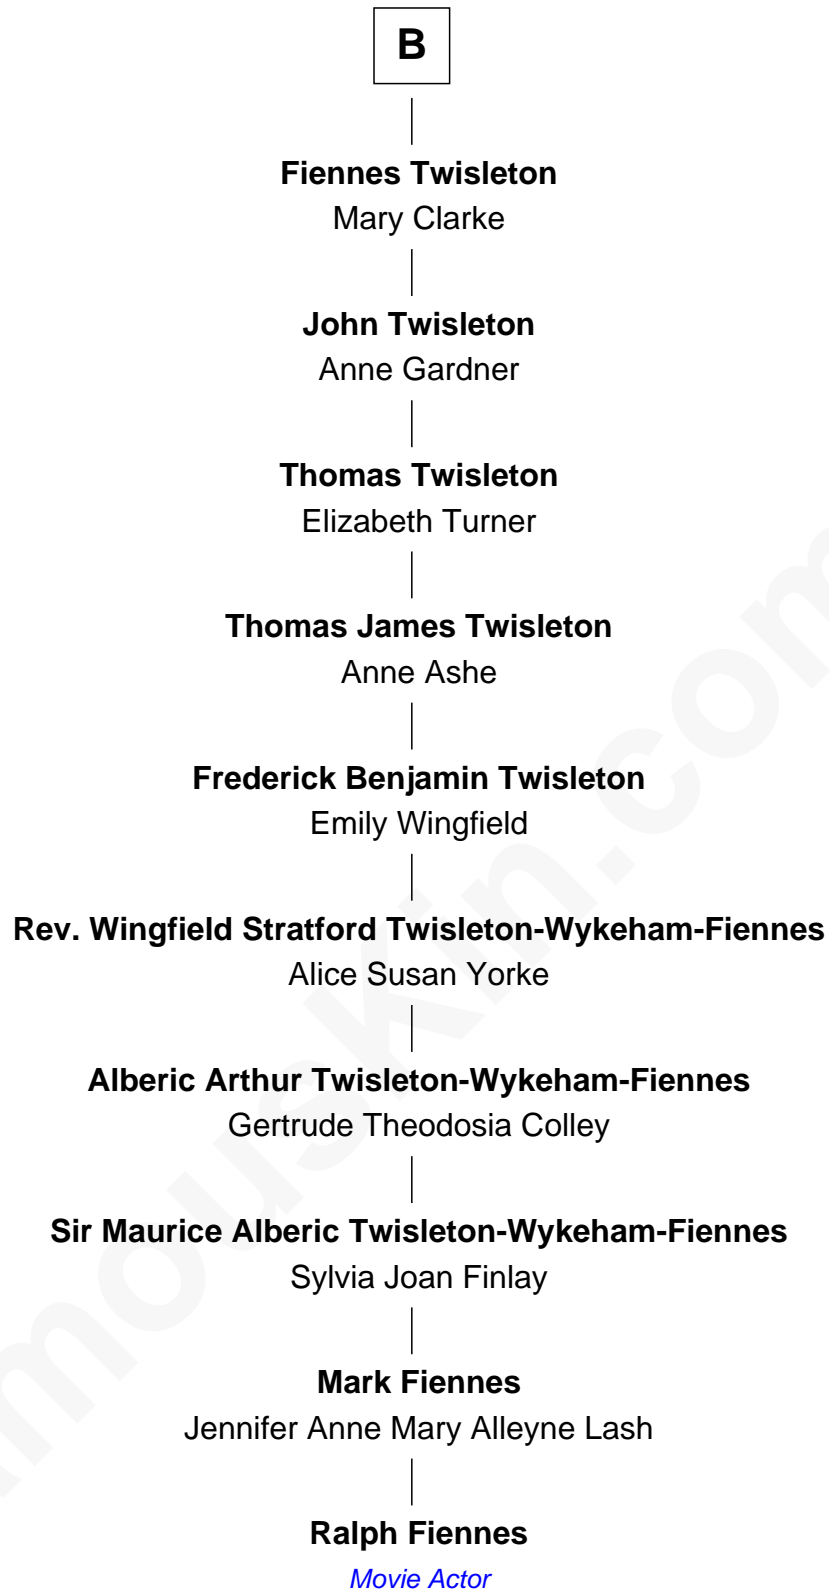 B
Fiennes Twisleton
Mary Clarke
John Twisleton
Anne Gardner
Thomas Twisleton
Elizabeth Turner
Thomas James Twisleton
Anne Ashe
Frederick Benjamin Twisleton
Emily Wingfield
Rev. Wingfield Stratford Twisleton-Wykeham-Fiennes
Alice Susan Yorke
Alberic Arthur Twisleton-Wykeham-Fiennes
Gertrude Theodosia Colley
Sir Maurice Alberic Twisleton-Wykeham-Fiennes
Sylvia Joan Finlay
Mark Fiennes
Jennifer Anne Mary Alleyne Lash
Ralph Fiennes
Movie Actor
mouskin.com